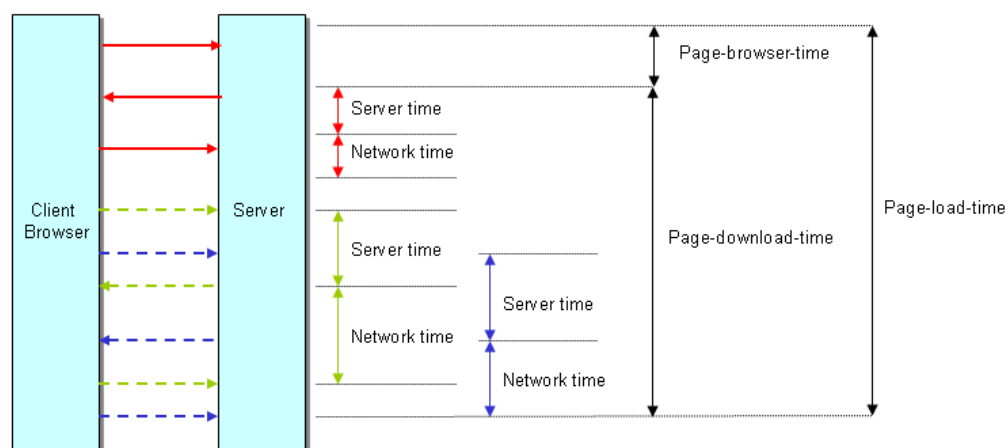 Page-browser-time
Server time
Network time
Client
Browser
Server
Page-load-time
Page-download-time
Server time
Server time
Network time
Network time